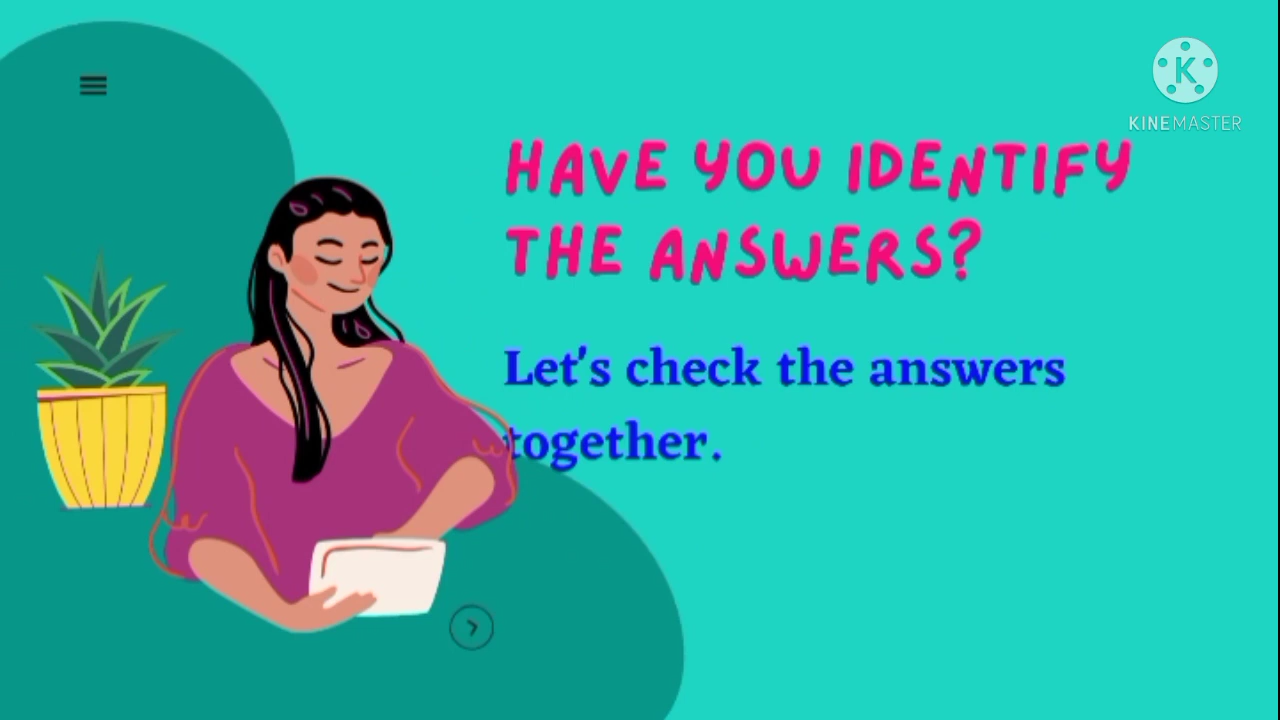 KINEMASTER
HAVE YOU IDENTIFY
THE ANSWERS?
Let's check the answers
together.